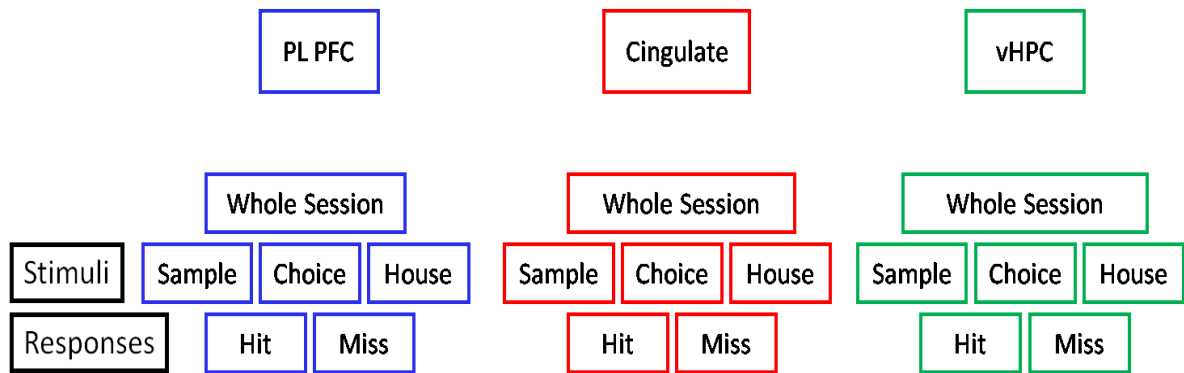 PL PFC Cingulate vHPC
Whole Session Whole Session Whole Session
Stimuli Sample Choice House Sample Choice House Sample Choice House
Responses Hit Miss Hit Miss Hit Miss